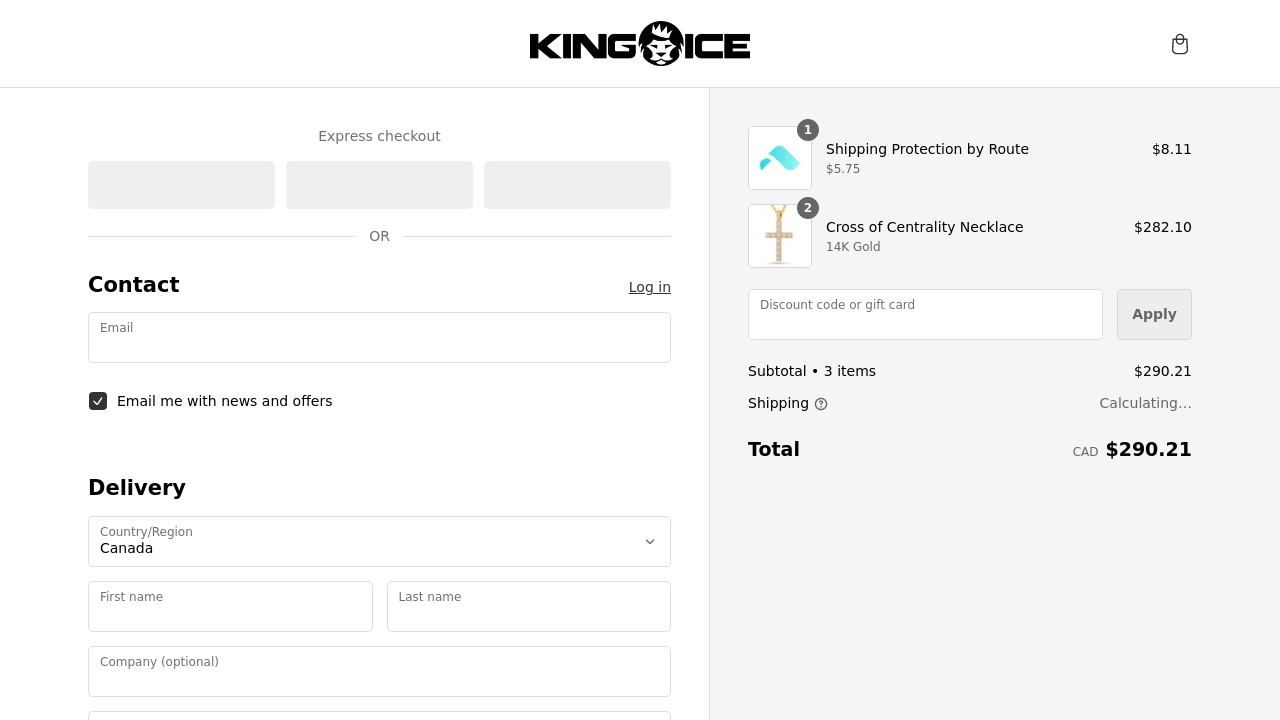 KING ICE
Express checkout
OR
Contact
Log in
Email
Email me with news and offers
Delivery
Country/Region
Canada
First name
Last name
Company (optional)
1
Shipping Protection by Route
$5.75
$8.11
2
Cross of Centrality Necklace
14K Gold
$282.10
Discount code or gift card
Apply
Subtotal • 3 items
$290.21
Shipping
Calculating...
Total
CAD $290.21